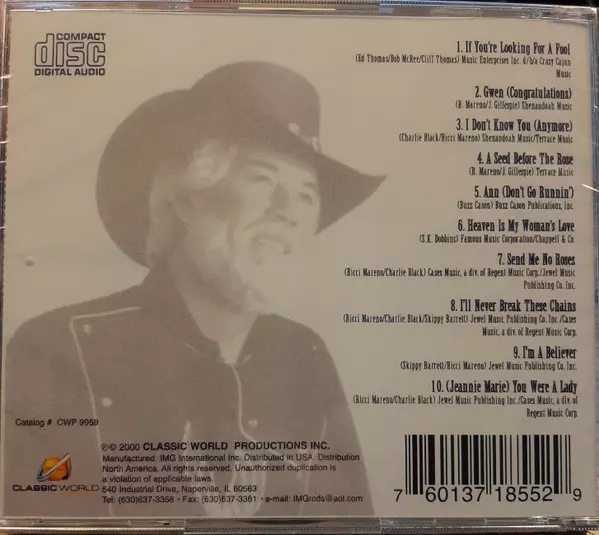 COMPACT
disc
DIGITAL AUDIO
1. If You're Looking For A Fool
(Ed Thomas/Bob McRee/Cliff Thomas) Music Enterprises Inc. d/b/a Crazy Cajun
Music
2. Gwen (Congratulations)
(R. Mareno/J. Gillespie) Shenandoah Music
3. I Don't Know You (Anymore)
(Charlie Black/Ricci Mareno) Shenandoah Music/Terrace Music
4. A Seed Before The Rose
(R. Mareno/J. Gillespie) Terrace Music
5. Ann (Don't Go Runnin')
(Buzz Cason) Buzz Cason Publications, Inc.
6. Heaven Is My Woman's Love
(S.K. Dobbins) Famous Music Corporation/Chappell & Co.
7. Send Me No Roses
(Ricci Mareno/Charlie Black) Cases Music, a div. of Regent Music Corp./Jewel Music
Publishing Co. Inc.
8. I'll Never Break These Chains
(Ricci Mareno/Charlie Black/Skippy Barrett) Jewel Music Publishing Co. Inc./Cases
Music, a div. of Regent Music Corp.
9. I'm A Believer
(Skippy Barrett/Ricci Mareno) Jewel Music Publishing Co. Inc.
10. (Jeannie Marie) You Were A Lady
(Ricci Mareno/Charlie Black) Jewel Music Publishing Inc./Cases Music, a div. of
Regent Music Corp.
Catalog # CWP 9959
℗© 2000 CLASSIC WORLD PRODUCTIONS INC.
Manufactured: IMG International Inc. Distributed in USA. Distribution
North America. All rights reserved. Unauthorized duplication is
a violation of applicable laws.
CLASSIC WORLD 540 Industrial Drive, Naperville, IL 60563
Tel: (630)637-3358 • Fax: (630)637-3361 • e-mail: IMGrcds@aol.com
7 60137 18552 9